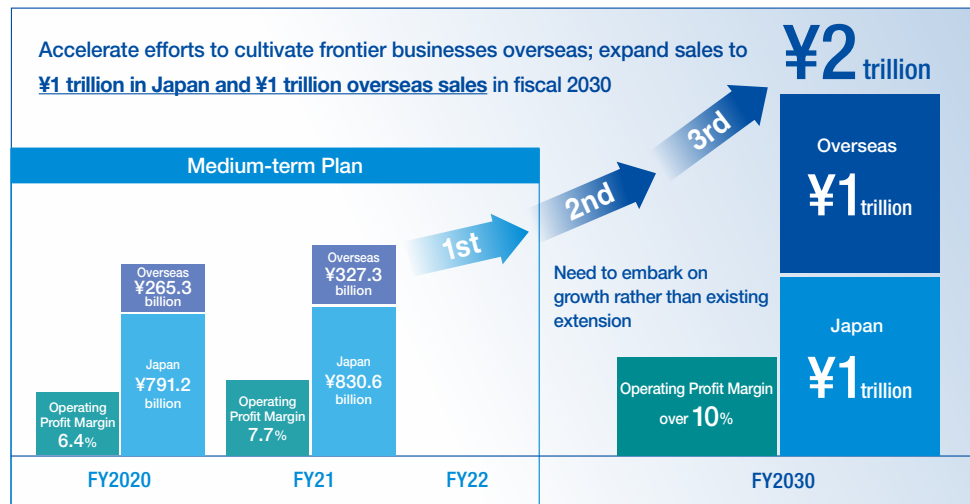 Accelerate efforts to cultivate frontier businesses overseas; expand sales to
¥1 trillion in Japan and ¥1 trillion overseas sales in fiscal 2030
¥2 trillion
Medium-term Plan
1st
2nd
3rd
Overseas
¥265.3
billion
Japan
¥791.2
billion
Operating
Profit Margin
6.4%
Overseas
¥327.3
billion
Japan
¥830.6
billion
Operating
Profit Margin
7.7%
Need to embark on
growth rather than existing
extension
Overseas
¥1 trillion
Japan
¥1 trillion
Operating Profit Margin
over 10%
FY2020
FY21
FY22
FY2030